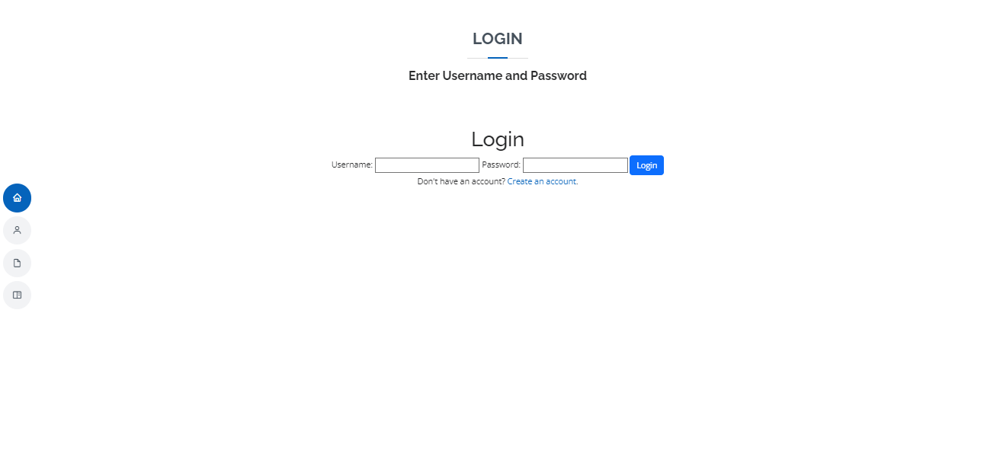 LOGIN
Enter Username and Password
Login
Username: Password: Login
Don't have an account? Create an account.